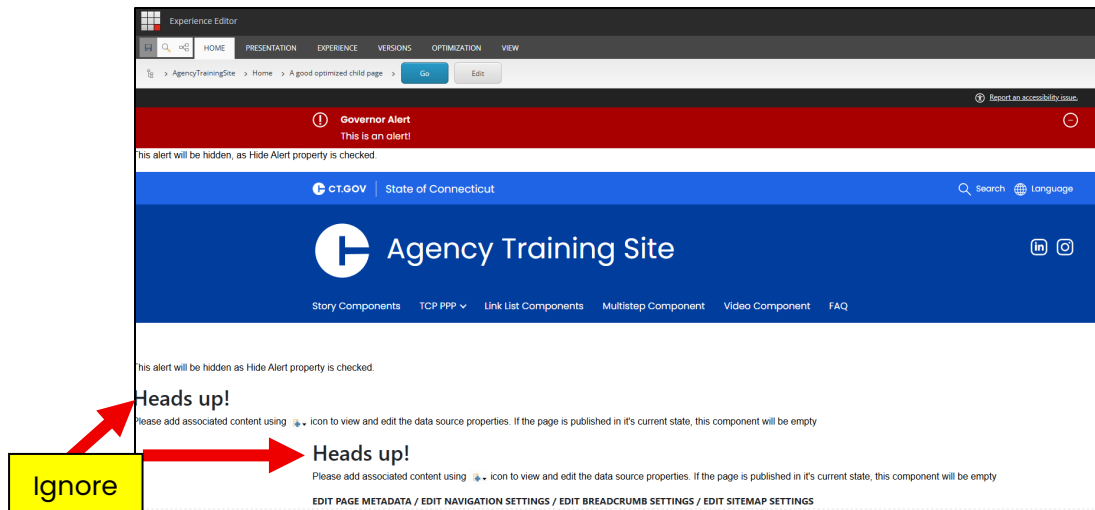 Experience Editor
HOME PRESENTATION EXPERIENCE VERSIONS OPTIMIZATION VIEW
> AgencyTrainingSite > Home > A good optimized child page > Go Edit
Report an accessibility issue.
Governor Alert
This is an alert!
This alert will be hidden, as Hide Alert property is checked.
CT.GOV State of Connecticut Search Language
Agency Training Site
in
Story Components TCP PPP Link List Components Multistep Component Video Component FAQ
This alert will be hidden as Hide Alert property is checked.
Heads up!
Please add associated content using icon to view and edit the data source properties. If the page is published in it's current state, this component will be empty
Heads up!
Please add associated content using icon to view and edit the data source properties. If the page is published in it's current state, this component will be empty
Ignore
EDIT PAGE METADATA / EDIT NAVIGATION SETTINGS / EDIT BREADCRUMB SETTINGS / EDIT SITEMAP SETTINGS